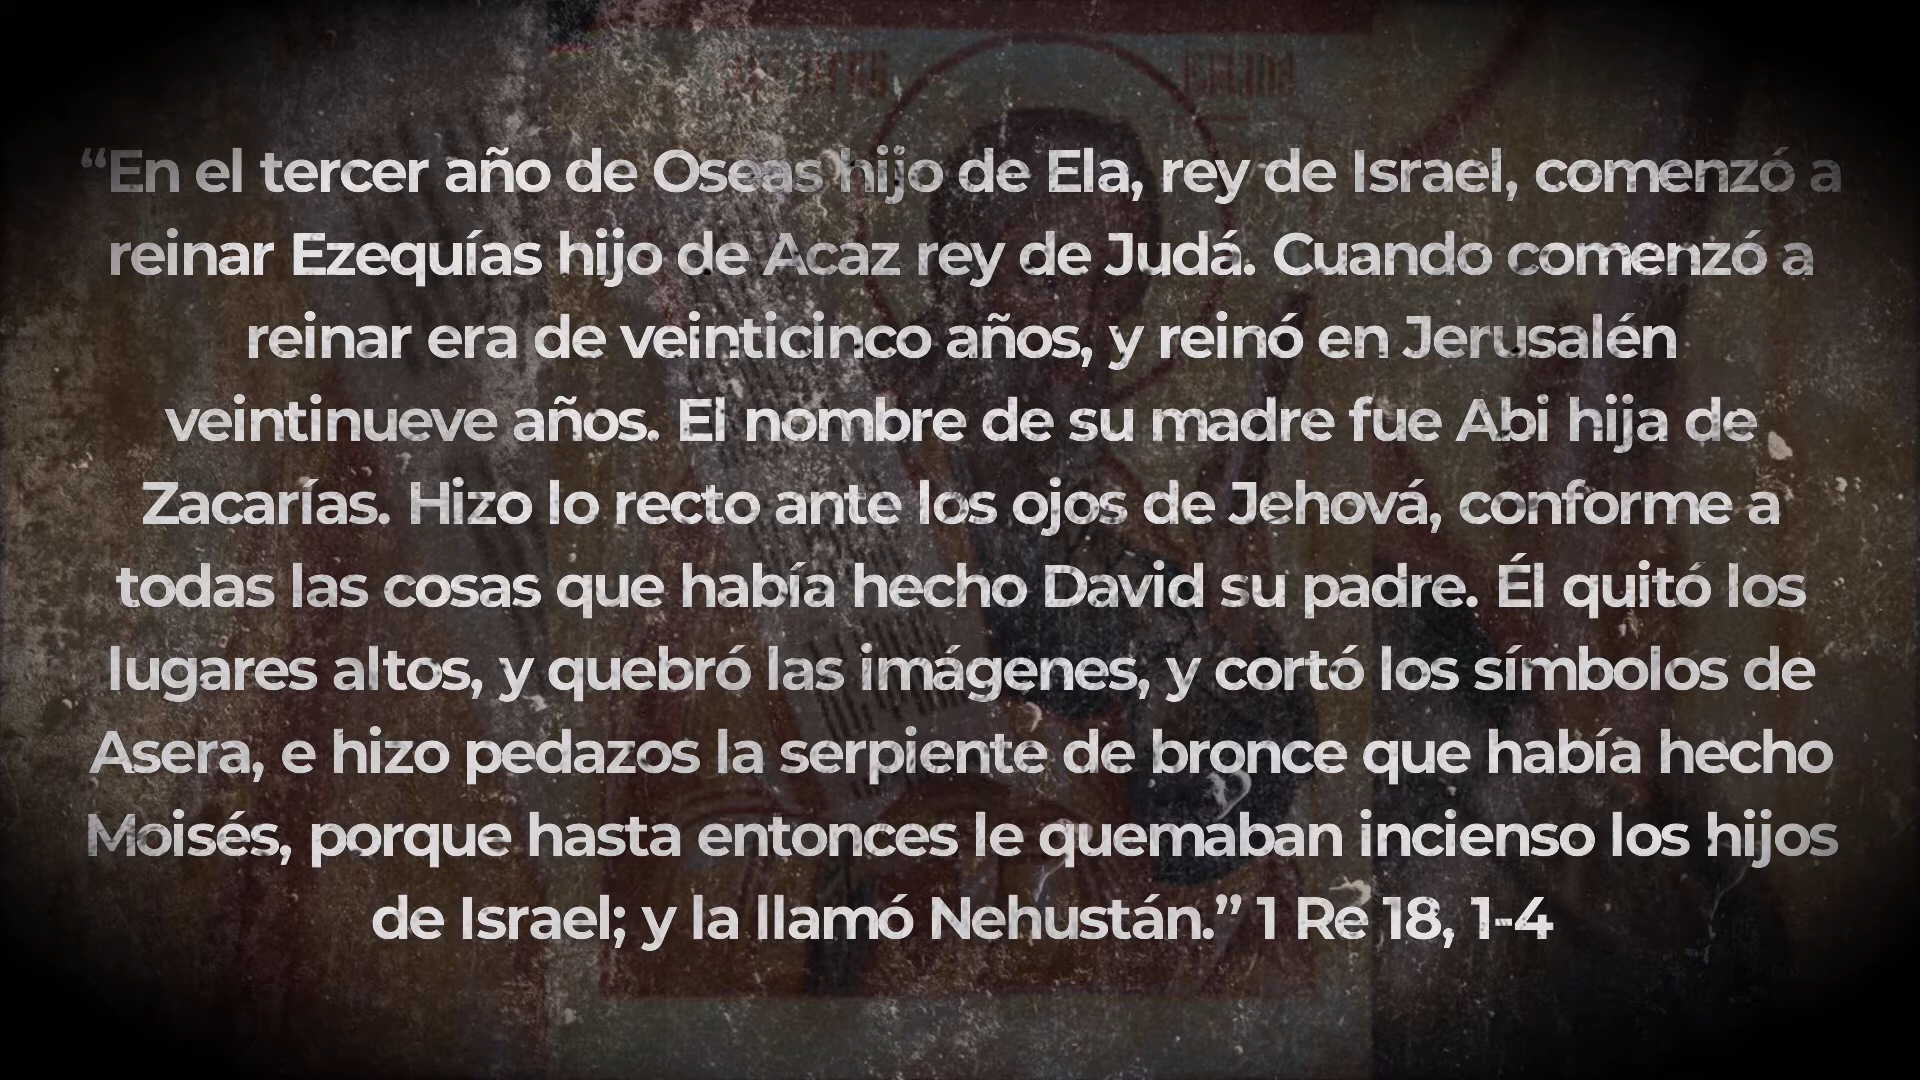 “En el tercer año de Oseas hijo de Ela, rey de Israel, comenzó a
reinar Ezequías hijo de Acaz rey de Judá. Cuando comenzó a
reinar era de veinticinco años, y reinó en Jerusalén
veintinueve años. El nombre de su madre fue Abi hija de
Zacarías. Hizo lo recto ante los ojos de Jehová, conforme a
todas las cosas que había hecho David su padre. Él quitó los
lugares altos, y quebró las imágenes, y cortó los símbolos de
Asera, e hizo pedazos la serpiente de bronce que había hecho
Moisés, porque hasta entonces le quemaban incienso los hijos
de Israel; y la llamó Nehustán.” 1 Re 18, 1-4